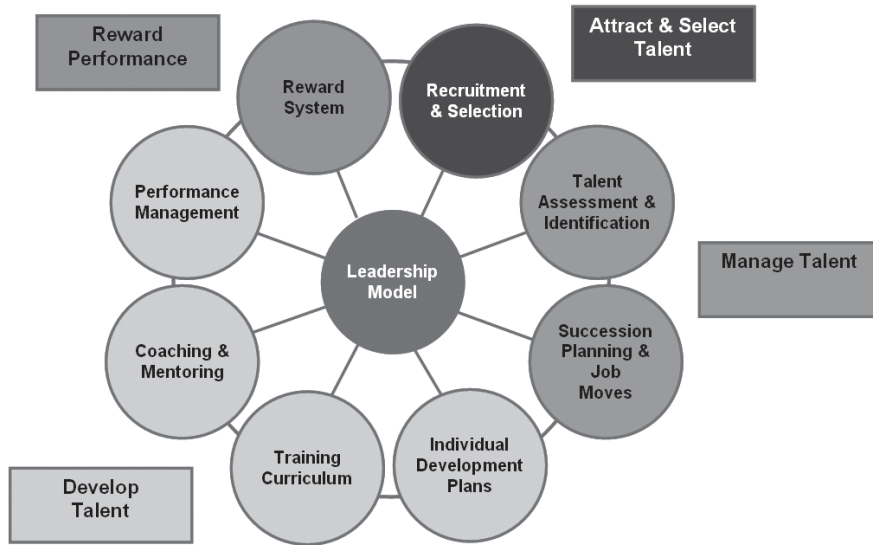 Reward
Performance
Attract & Select
Talent
Reward
System
Recruitment
& Selection
Performance
Management
Talent
Assessment &
Identification
Leadership
Model
Manage Talent
Coaching &
Mentoring
Succession
Planning &
Job
Moves
Training
Curriculum
Individual
Development
Plans
Develop
Talent